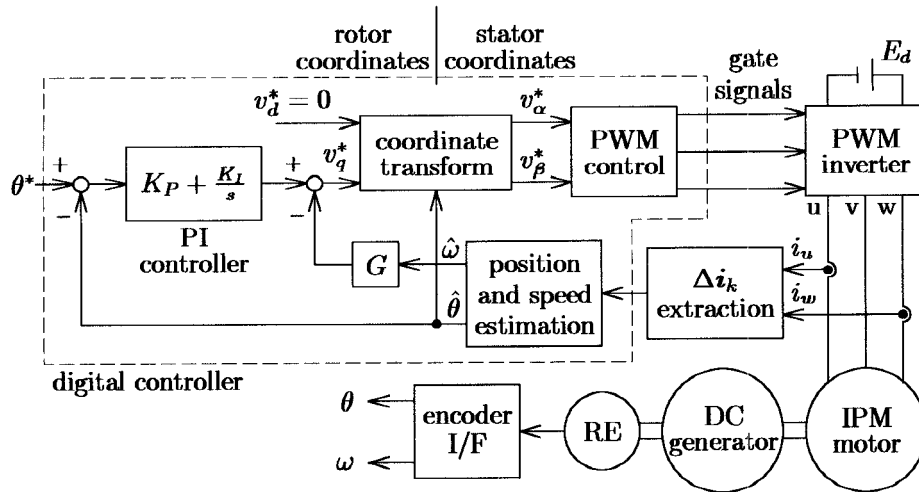 rotor
coordinates
stator
coordinates
gate
signals
E_d
v_d^* = 0
v_α^*
v_q^*
v_β^*
coordinate
transform
PWM
control
PWM
inverter
θ*
+
−
K_P + K_I/s
PI
controller
+
−
u
v
w
G
ω̂
θ̂
position
and speed
estimation
Δi_k
extraction
i_u
i_w
digital controller
θ
ω
encoder
I/F
RE
DC
generator
IPM
motor